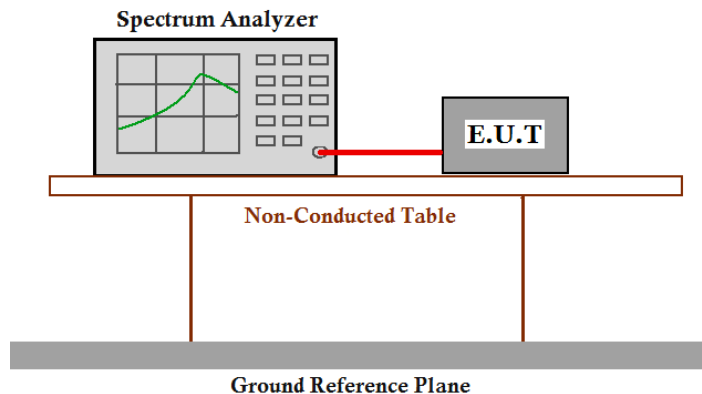 Spectrum Analyzer
E.U.T
Non-Conducted Table
Ground Reference Plane